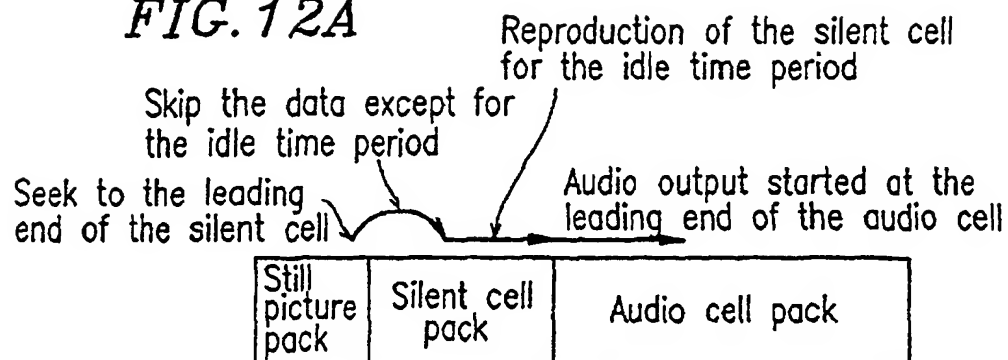 FIG. 12A
Reproduction of the silent cell
for the idle time period
Skip the data except for
the idle time period
Seek to the leading
end of the silent cell
Audio output started at the
leading end of the audio cell
Still
picture
pack
Silent cell
pack
Audio cell pack